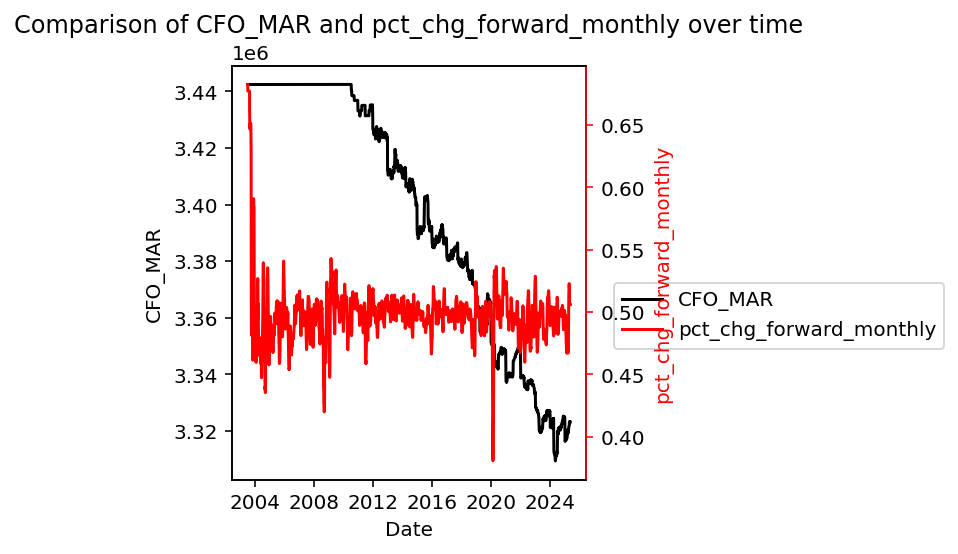 Comparison of CFO_MAR and pct_chg_forward_monthly over time
1e6
3.44
3.42
3.40
3.38
3.36
3.34
3.32
CFO_MAR
0.65
0.60
0.55
0.50
0.45
0.40
pct_chg_forward_monthly
CFO_MAR
pct_chg_forward_monthly
2004 2008 2012 2016 2020 2024
Date